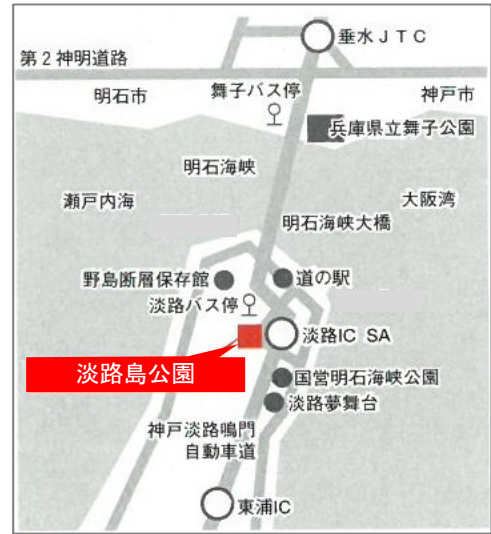 垂水ＪＴＣ
第２神明道路
明石市
舞子バス停
神戸市
兵庫県立舞子公園
明石海峡
瀬戸内海
大阪湾
明石海峡大橋
野島断層保存館
道の駅
淡路バス停
淡路IC SA
淡路島公園
国営明石海峡公園
淡路夢舞台
神戸淡路鳴門
自動車道
東浦IC